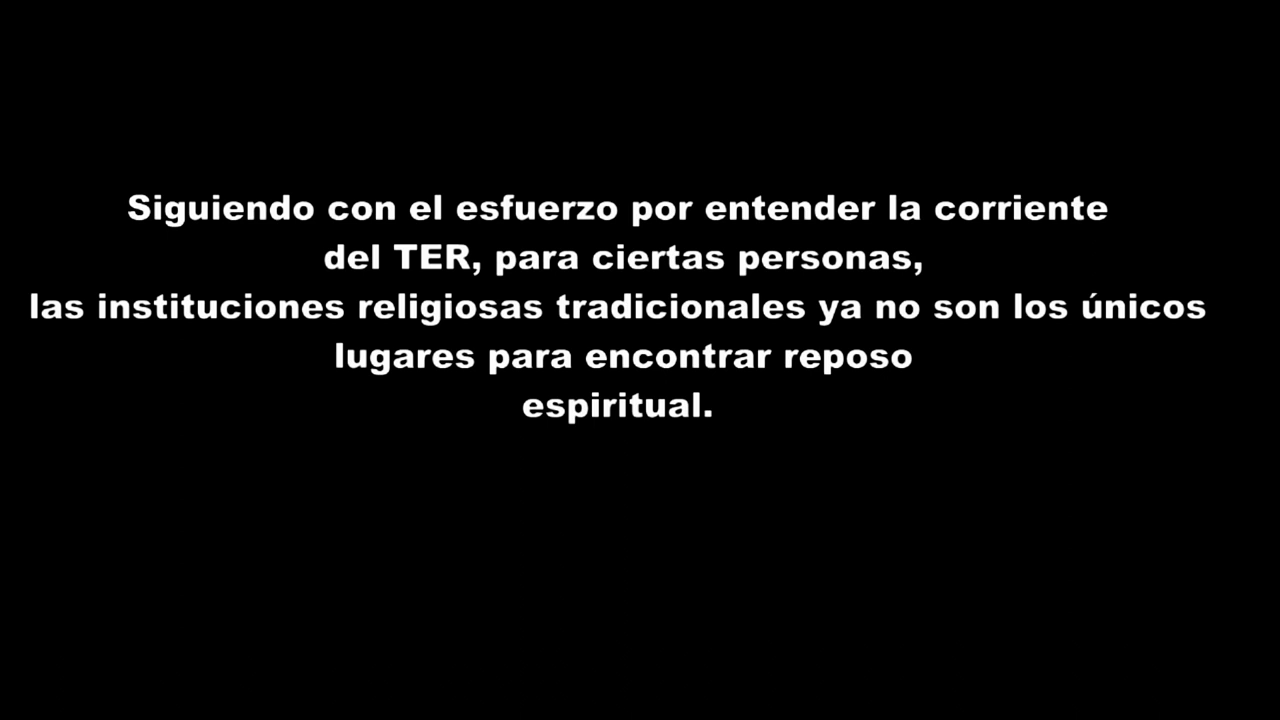 Siguiendo con el esfuerzo por entender la corriente
del TER, para ciertas personas,
las instituciones religiosas tradicionales ya no son los únicos
lugares para encontrar reposo
espiritual.